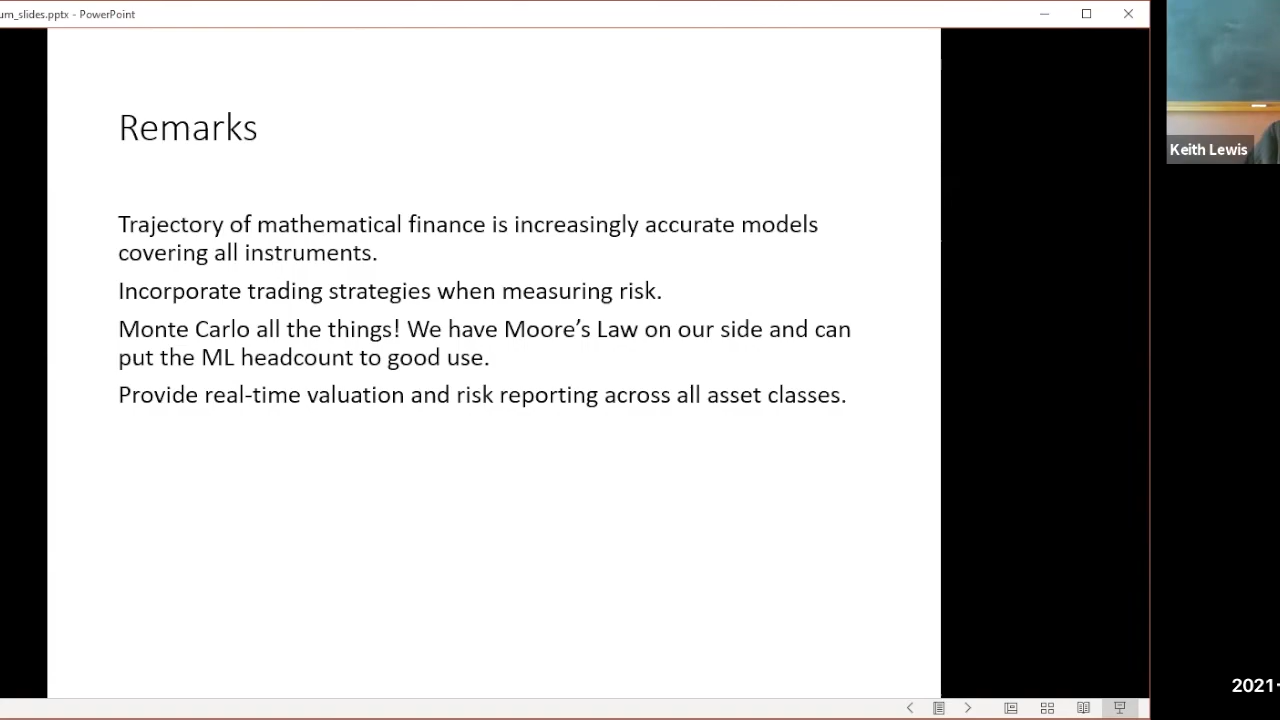 um_slides.pptx - PowerPoint
Remarks
Trajectory of mathematical finance is increasingly accurate models
covering all instruments.
Incorporate trading strategies when measuring risk.
Monte Carlo all the things! We have Moore’s Law on our side and can
put the ML headcount to good use.
Provide real-time valuation and risk reporting across all asset classes.
Keith Lewis
2021-